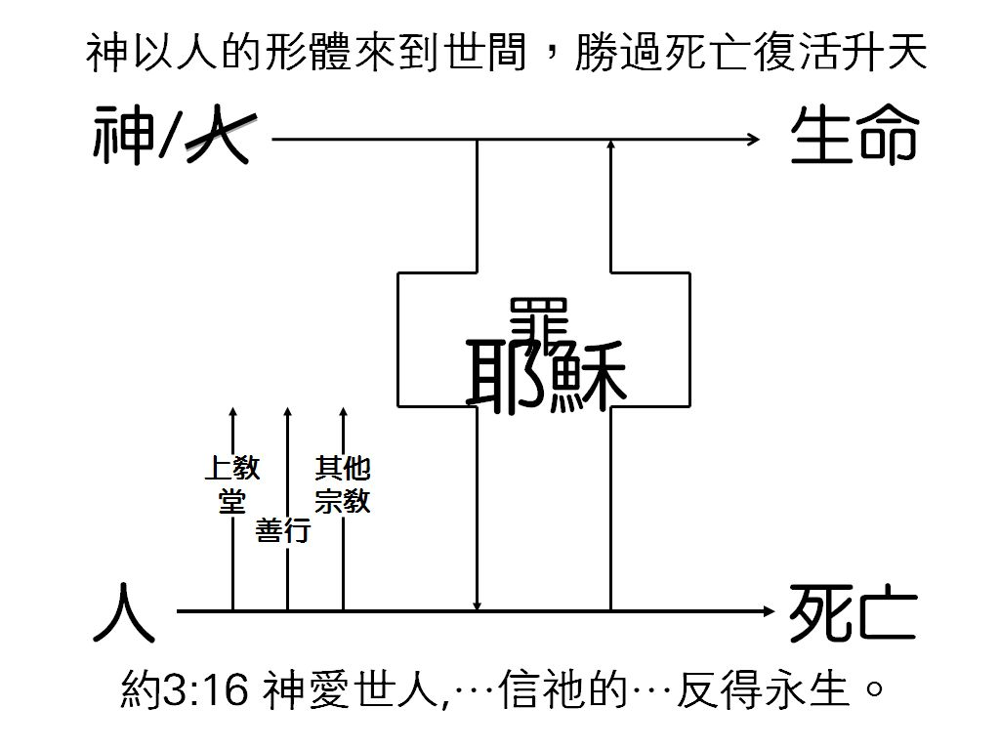 神以人的形體來到世間，勝過死亡復活升天
神/人
生命
罪
耶穌
上教
堂
善行
其他
宗教
人
死亡
約3:16 神愛世人,…信祂的…反得永生。